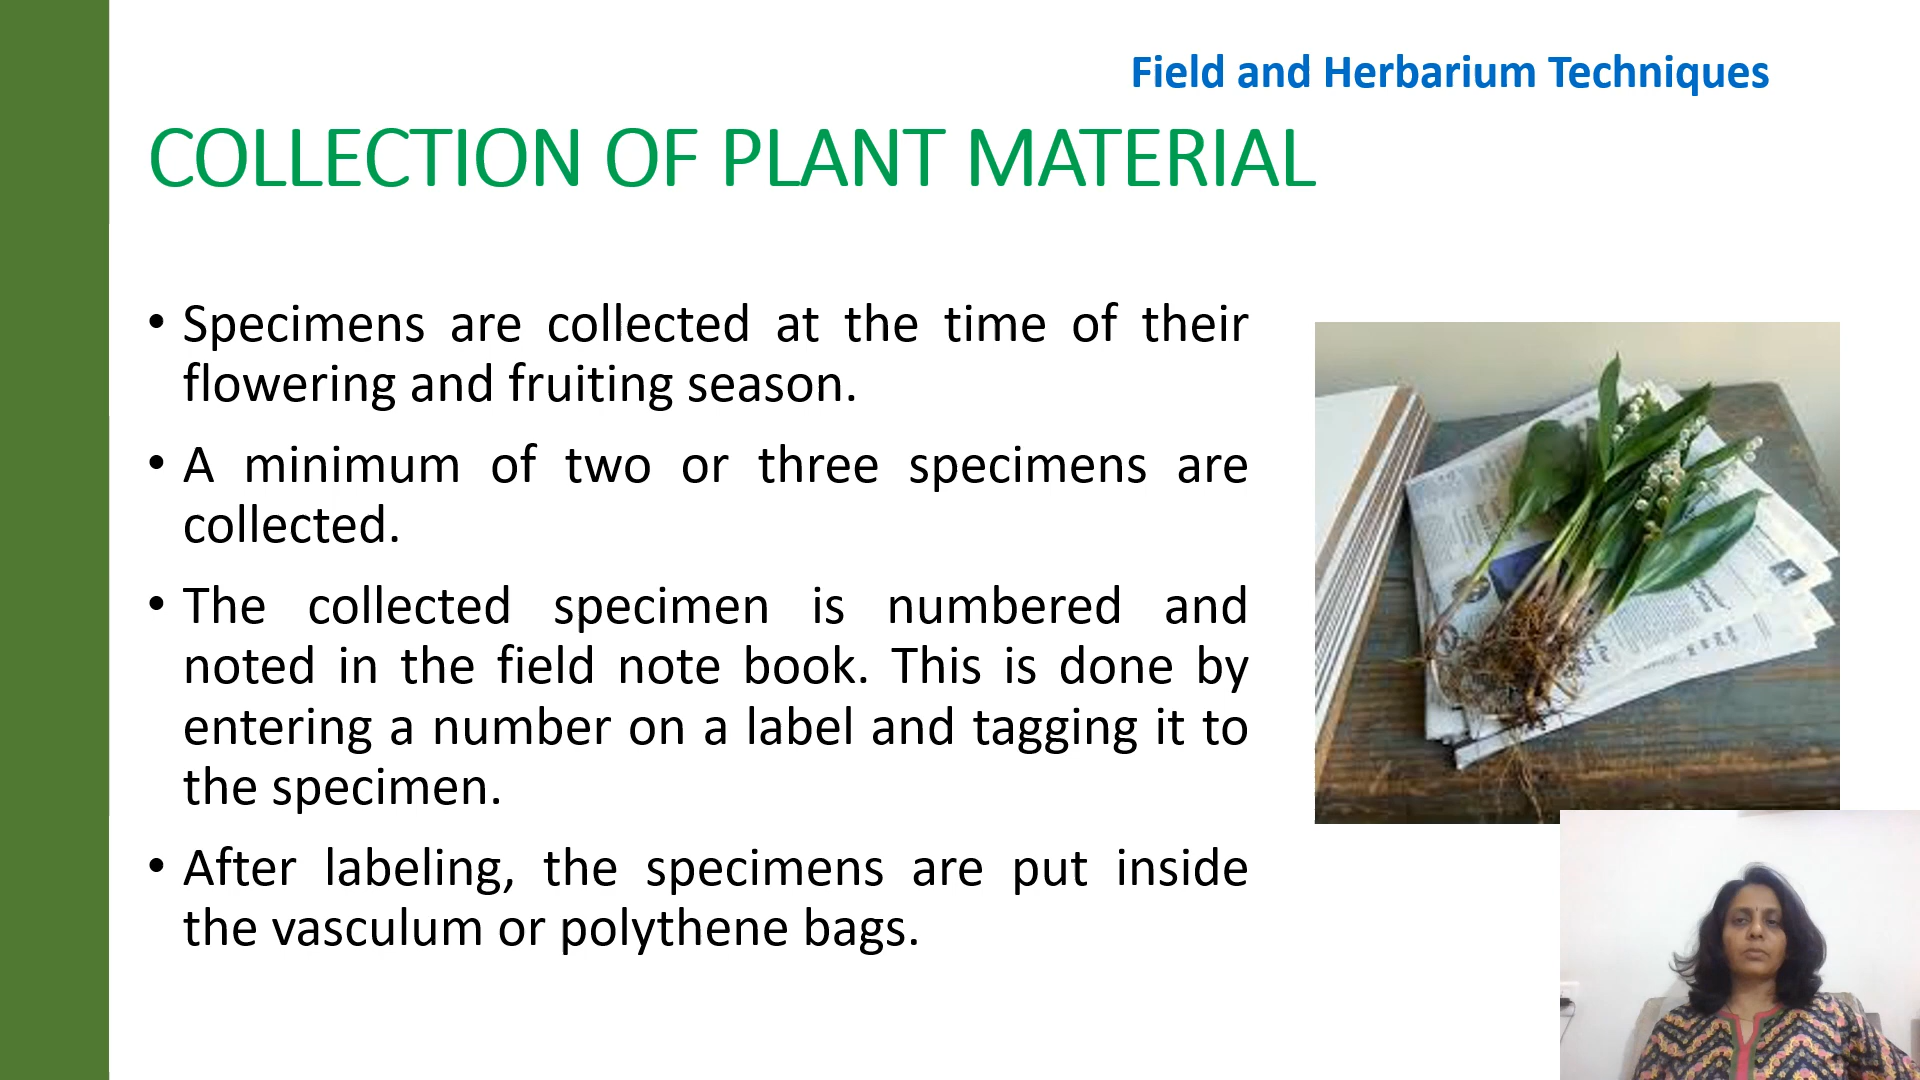 Field and Herbarium Techniques
COLLECTION OF PLANT MATERIAL
• Specimens are collected at the time of their
flowering and fruiting season.
• A minimum of two or three specimens are
collected.
• The collected specimen is numbered and
noted in the field note book. This is done by
entering a number on a label and tagging it to
the specimen.
• After labeling, the specimens are put inside
the vasculum or polythene bags.